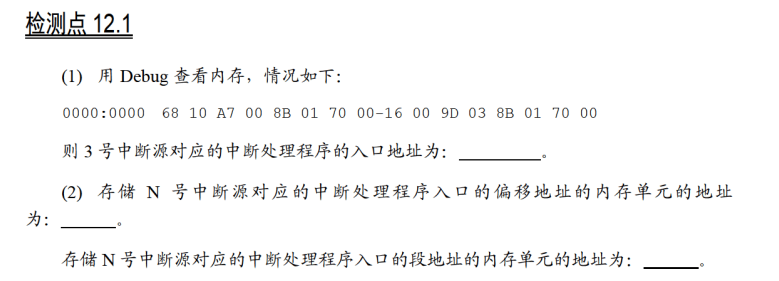 检测点 12.1
(1) 用 Debug 查看内存，情况如下：
0000:0000  68 10 A7 00 8B 01 70 00-16 00 9D 03 8B 01 70 00
则 3 号中断源对应的中断处理程序的入口地址为：________。
(2) 存储 N 号中断源对应的中断处理程序入口的偏移地址的内存单元的地址
为：_____。
存储 N 号中断源对应的中断处理程序入口的段地址的内存单元的地址为：_____。